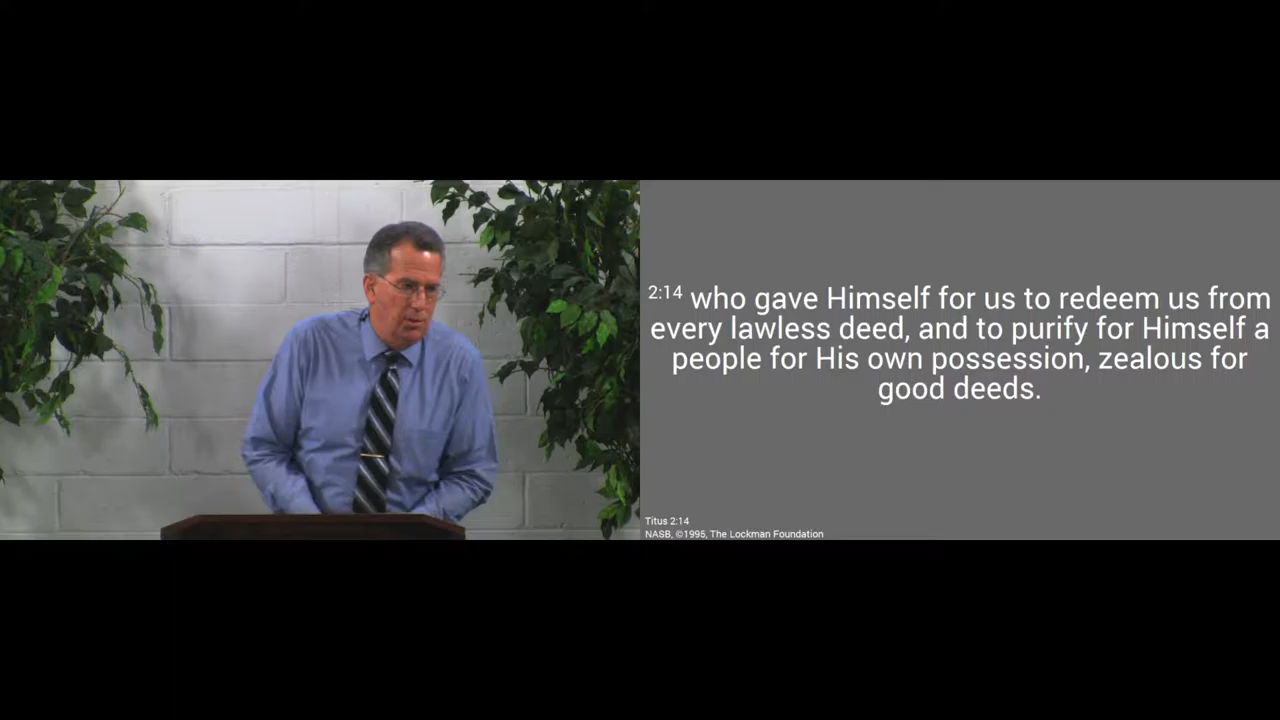 2:14 who gave Himself for us to redeem us from
every lawless deed, and to purify for Himself a
people for His own possession, zealous for
good deeds.
Titus 2:14
NASB, ©1995, The Lockman Foundation